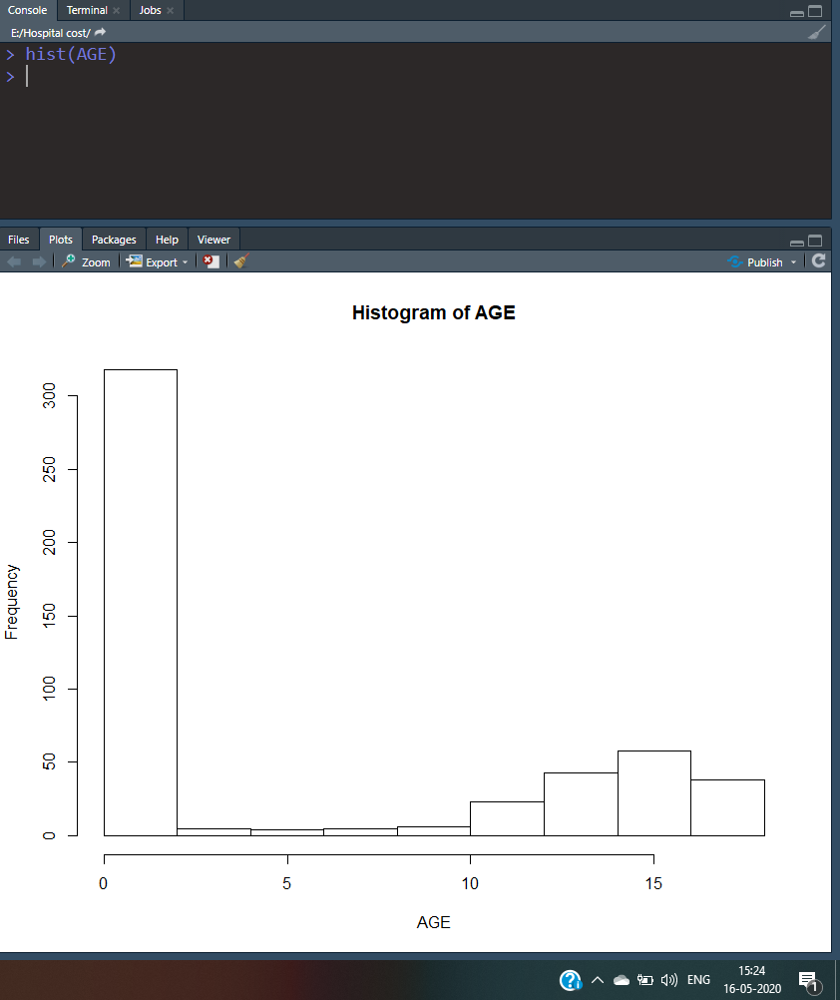 Console Terminal Jobs
E:/Hospital cost/
> hist(AGE)
>
Files Plots Packages Help Viewer
Zoom Export Publish
Histogram of AGE
Frequency
300
250
200
150
100
50
0
0 5 10 15
AGE
ENG 15:24
16-05-2020
1